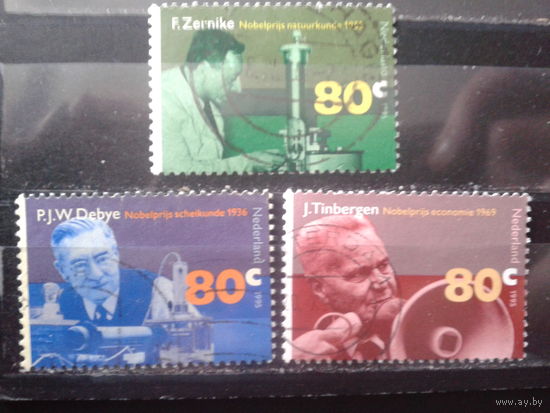 F. Zernike Nobelprijs natuurkunde 1953
Nederland
80c
P.J.W. Debye Nobelprijs scheikunde 1936
Nederland
80c
1995
J. Tinbergen Nobelprijs economie 1969
Nederland
80c
1995
www.ay.by